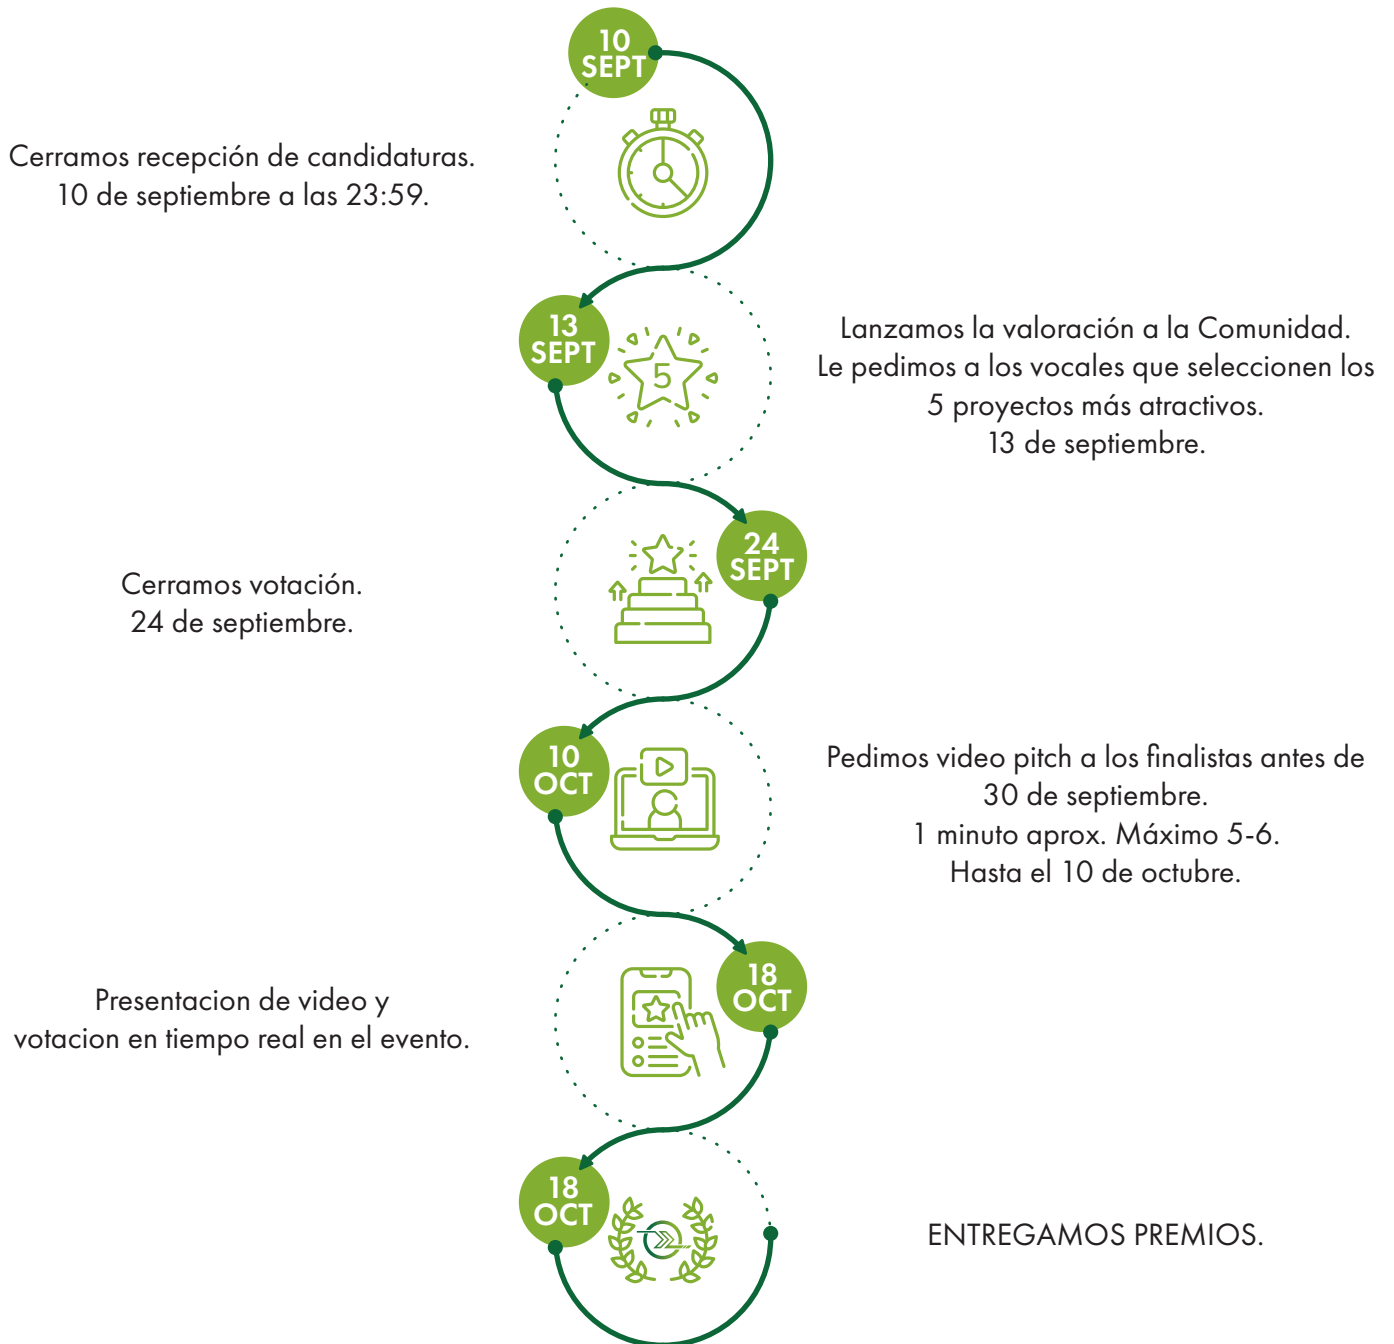 10
SEPT
Cerramos recepción de candidaturas.
10 de septiembre a las 23:59.
13
SEPT
5
Lanzamos la valoración a la Comunidad.
Le pedimos a los vocales que seleccionen los
5 proyectos más atractivos.
13 de septiembre.
24
SEPT
Cerramos votación.
24 de septiembre.
10
OCT
Pedimos video pitch a los finalistas antes de
30 de septiembre.
1 minuto aprox. Máximo 5-6.
Hasta el 10 de octubre.
18
OCT
Presentacion de video y
votacion en tiempo real en el evento.
18
OCT
ENTREGAMOS PREMIOS.